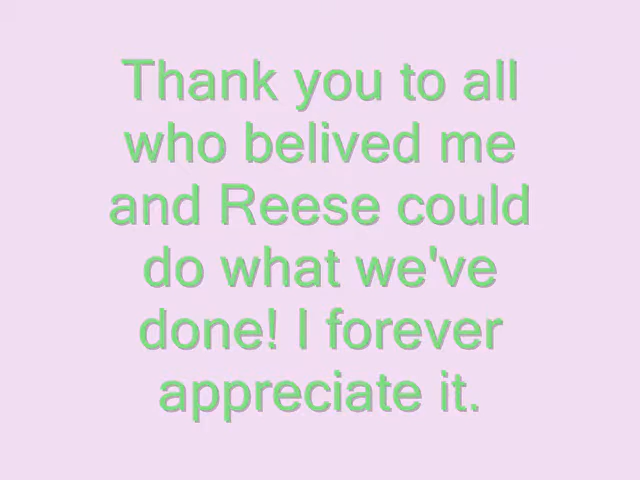 Thank you to all
who belived me
and Reese could
do what we've
done! I forever
appreciate it.